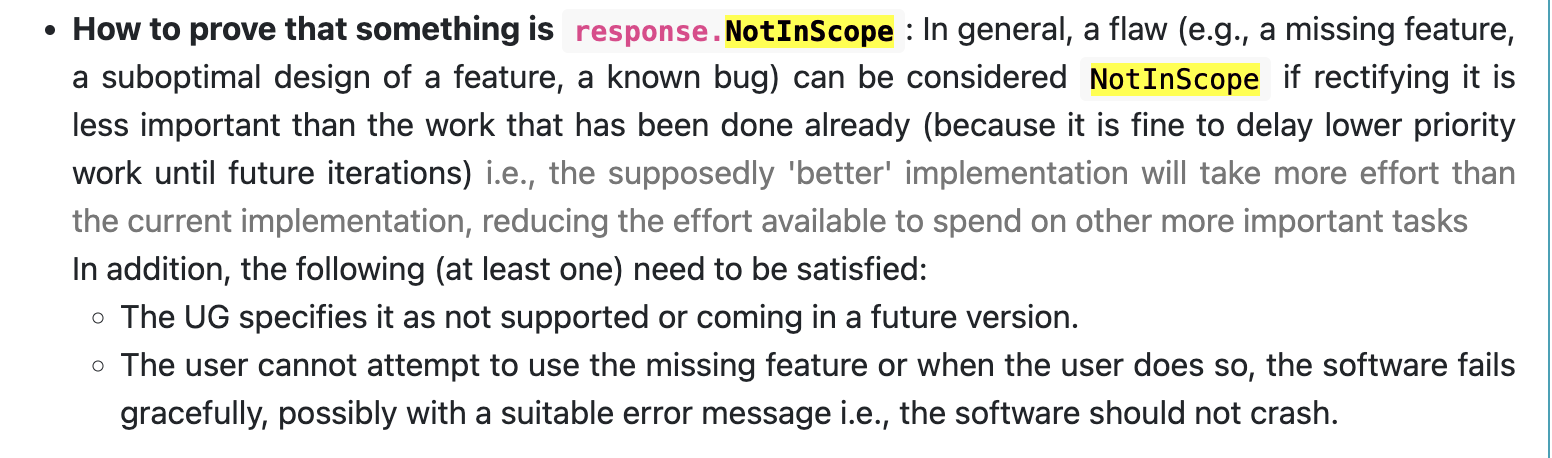 • How to prove that something is response.NotInScope : In general, a flaw (e.g., a missing feature,
a suboptimal design of a feature, a known bug) can be considered NotInScope if rectifying it is
less important than the work that has been done already (because it is fine to delay lower priority
work until future iterations) i.e., the supposedly 'better' implementation will take more effort than
the current implementation, reducing the effort available to spend on other more important tasks
In addition, the following (at least one) need to be satisfied:
◦ The UG specifies it as not supported or coming in a future version.
◦ The user cannot attempt to use the missing feature or when the user does so, the software fails
gracefully, possibly with a suitable error message i.e., the software should not crash.